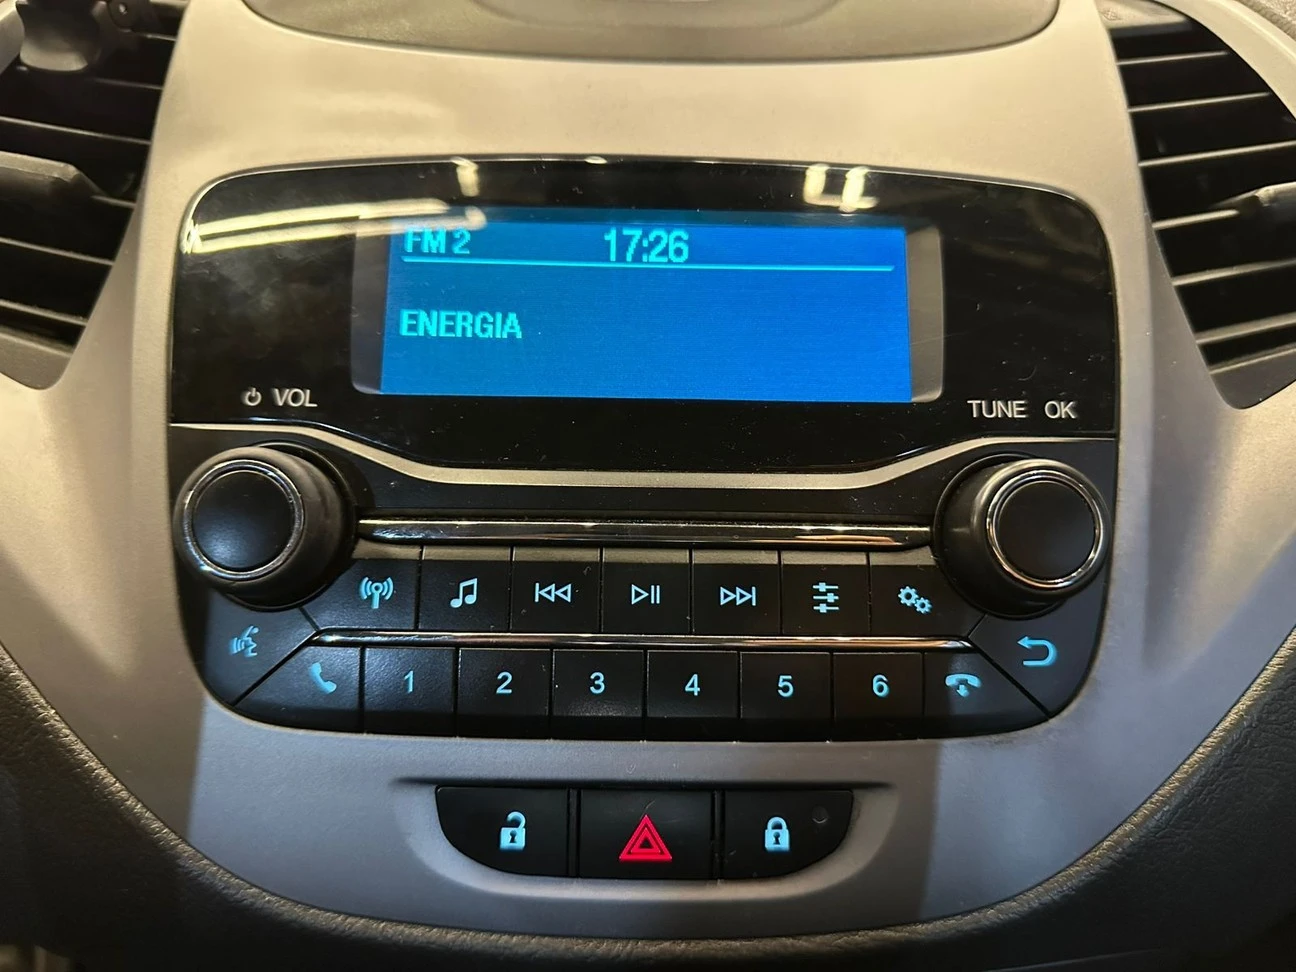 FM 2 17:26
ENERGIA
VOL
TUNE OK
1 2 3 4 5 6